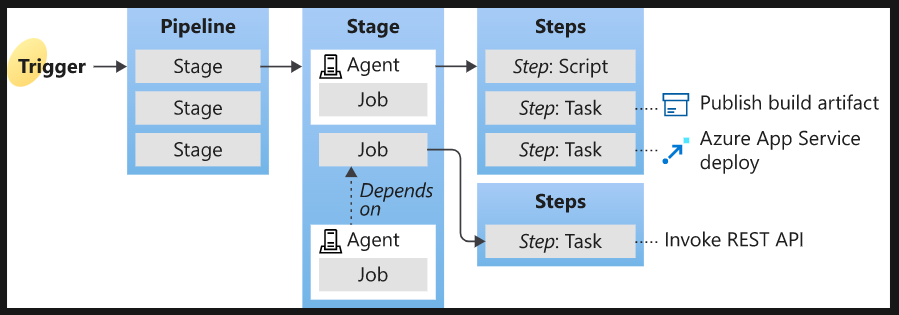 Trigger
Pipeline
Stage
Stage
Stage
Stage
Agent
Job
Job
Depends
on
Agent
Job
Steps
Step: Script
Step: Task
Publish build artifact
Step: Task
Azure App Service
deploy
Steps
Step: Task
Invoke REST API